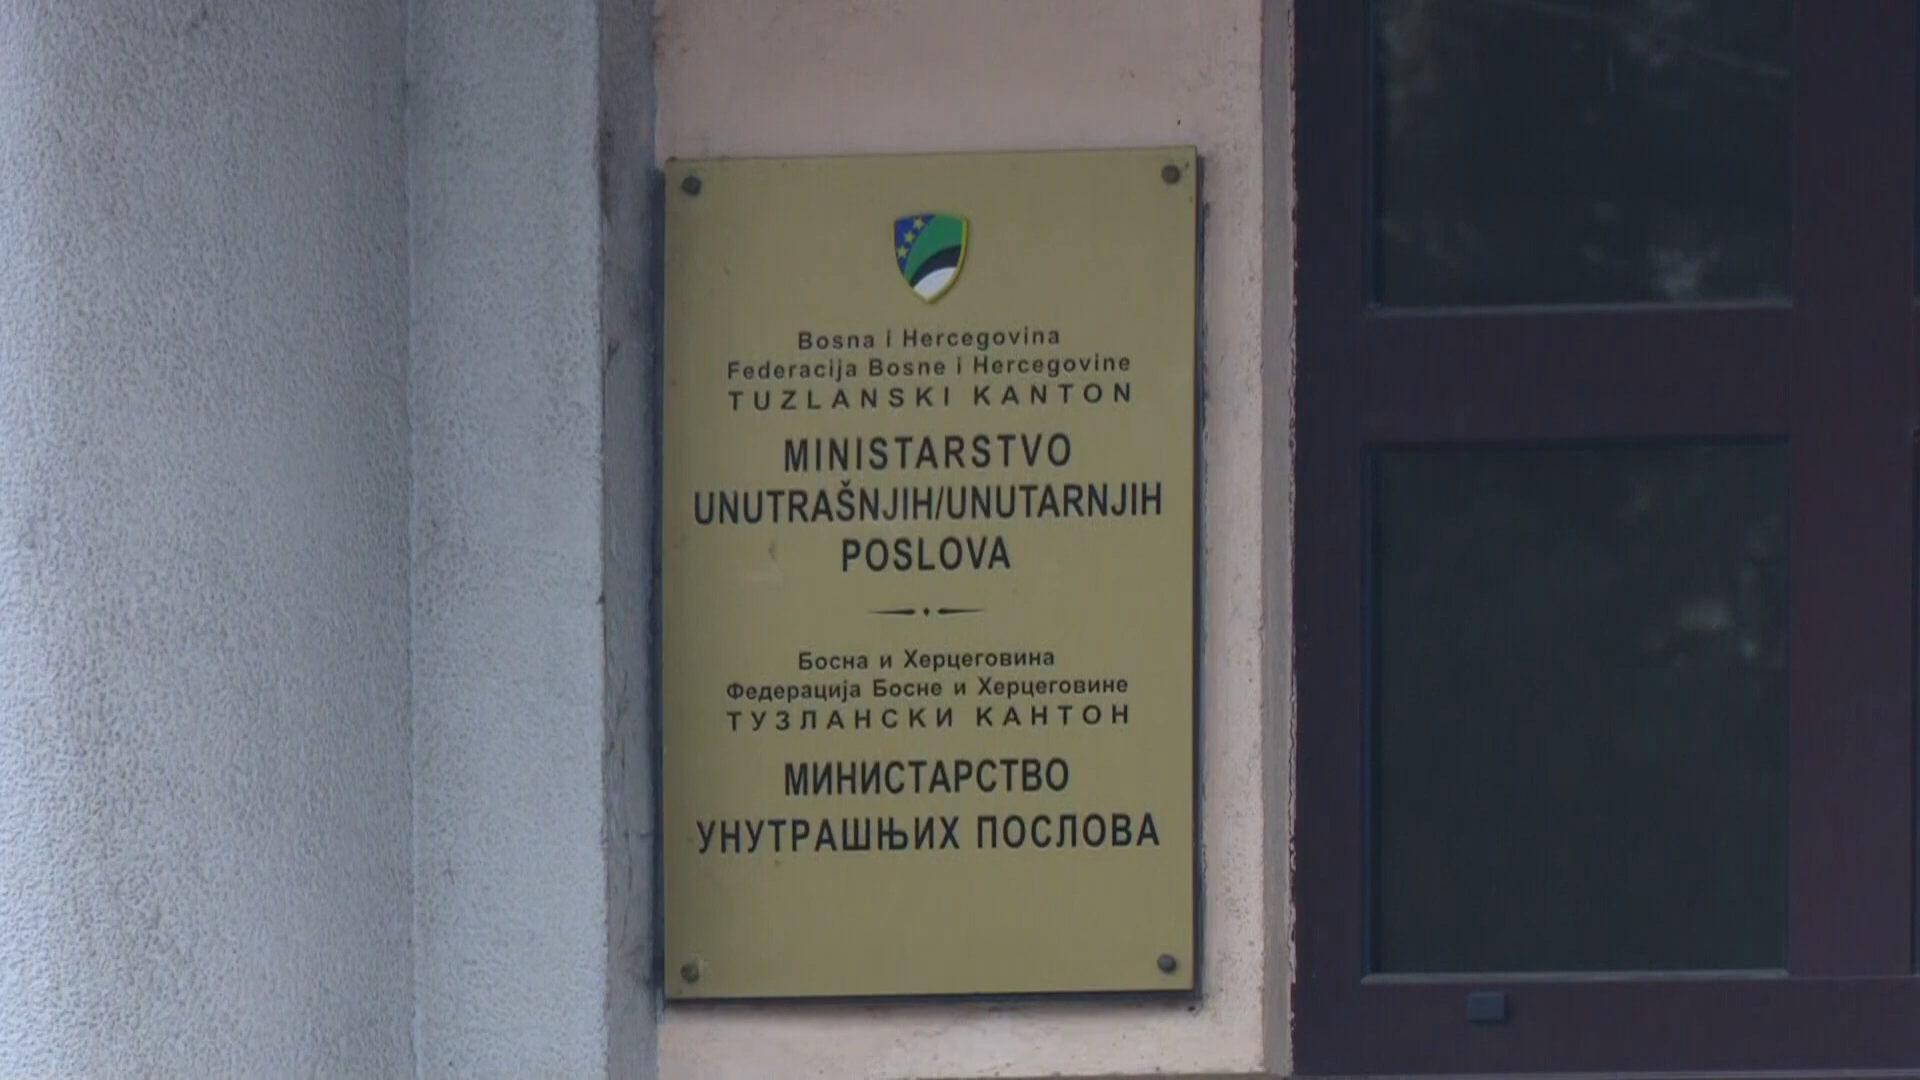 Bosna i Hercegovina
Federacija Bosne i Hercegovine
TUZLANSKI KANTON
MINISTARSTVO
UNUTRAŠNJIH/UNUTARNJIH
POSLOVA
Босна и Херцеговина
Федерација Босне и Херцеговине
ТУЗЛАНСКИ КАНТОН
МИНИСТАРСТВО
УНУТРАШЊИХ ПОСЛОВА